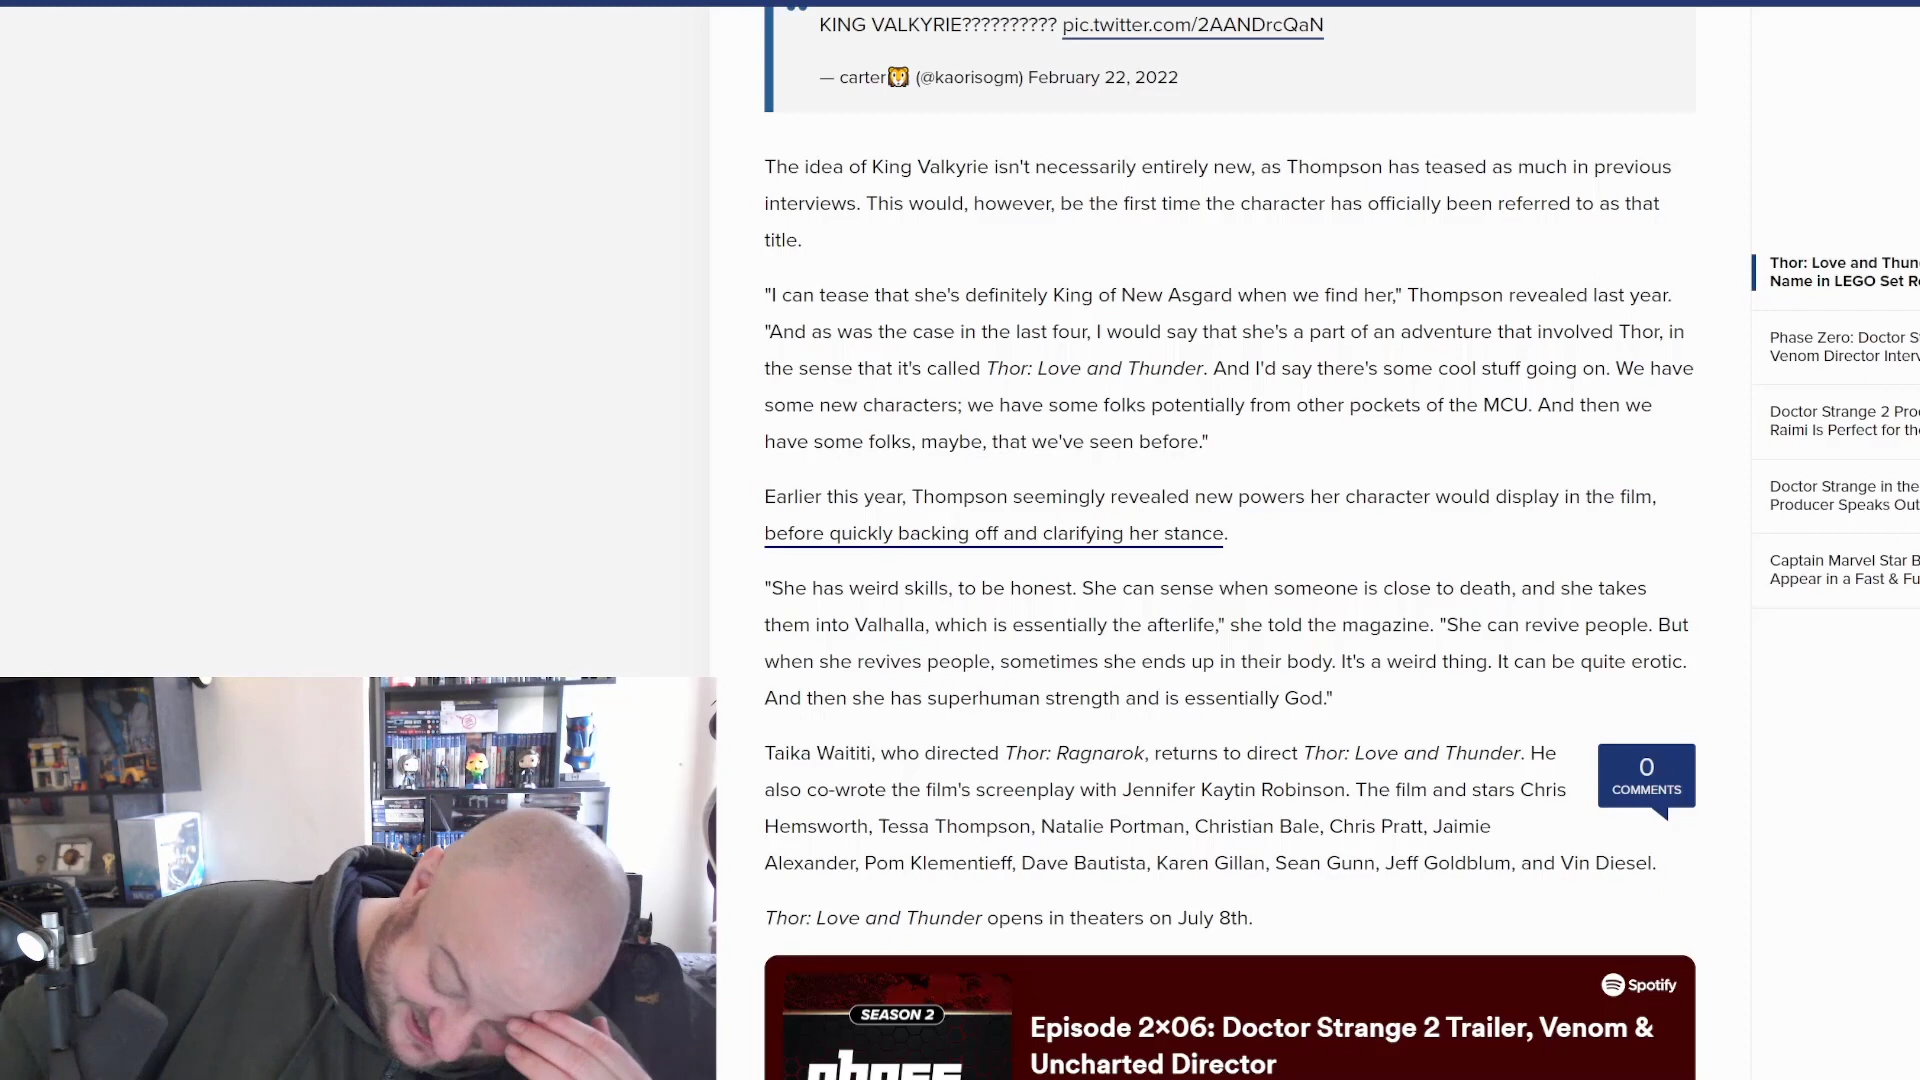 KING VALKYRIE?????????? pic.twitter.com/2AANDrcQaN
— carter🐯 (@kaorisogm) February 22, 2022
The idea of King Valkyrie isn't necessarily entirely new, as Thompson has teased as much in previous
interviews. This would, however, be the first time the character has officially been referred to as that
title.
"I can tease that she's definitely King of New Asgard when we find her," Thompson revealed last year.
"And as was the case in the last four, I would say that she's a part of an adventure that involved Thor, in
the sense that it's called Thor: Love and Thunder. And I'd say there's some cool stuff going on. We have
some new characters; we have some folks potentially from other pockets of the MCU. And then we
have some folks, maybe, that we've seen before."
Earlier this year, Thompson seemingly revealed new powers her character would display in the film,
before quickly backing off and clarifying her stance.
"She has weird skills, to be honest. She can sense when someone is close to death, and she takes
them into Valhalla, which is essentially the afterlife," she told the magazine. "She can revive people. But
when she revives people, sometimes she ends up in their body. It's a weird thing. It can be quite erotic.
And then she has superhuman strength and is essentially God."
Taika Waititi, who directed Thor: Ragnarok, returns to direct Thor: Love and Thunder. He
also co-wrote the film's screenplay with Jennifer Kaytin Robinson. The film and stars Chris
Hemsworth, Tessa Thompson, Natalie Portman, Christian Bale, Chris Pratt, Jaimie
Alexander, Pom Klementieff, Dave Bautista, Karen Gillan, Sean Gunn, Jeff Goldblum, and Vin Diesel.
0
COMMENTS
Thor: Love and Thunder opens in theaters on July 8th.
Spotify
SEASON 2
Episode 2×06: Doctor Strange 2 Trailer, Venom &
Uncharted Director
Thor: Love and Thun
Name in LEGO Set R
Phase Zero: Doctor S
Venom Director Interv
Doctor Strange 2 Pro
Raimi Is Perfect for th
Doctor Strange in the
Producer Speaks Out
Captain Marvel Star B
Appear in a Fast & Fu